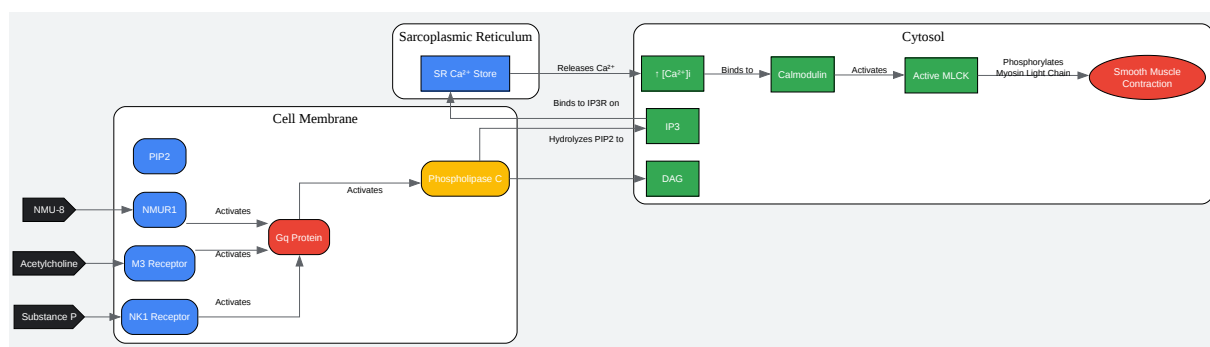 Sarcoplasmic Reticulum
SR Ca²⁺ Store
Releases Ca²⁺
Cytosol
↑ [Ca²⁺]i
Binds to
Calmodulin
Activates
Active MLCK
Phosphorylates
Myosin Light Chain
Smooth Muscle
Contraction
Binds to IP3R on
IP3
Hydrolyzes PIP2 to
DAG
Cell Membrane
PIP2
Phospholipase C
Activates
NMU-8
NMUR1
Activates
Gq Protein
Acetylcholine
M3 Receptor
Activates
Substance P
NK1 Receptor
Activates